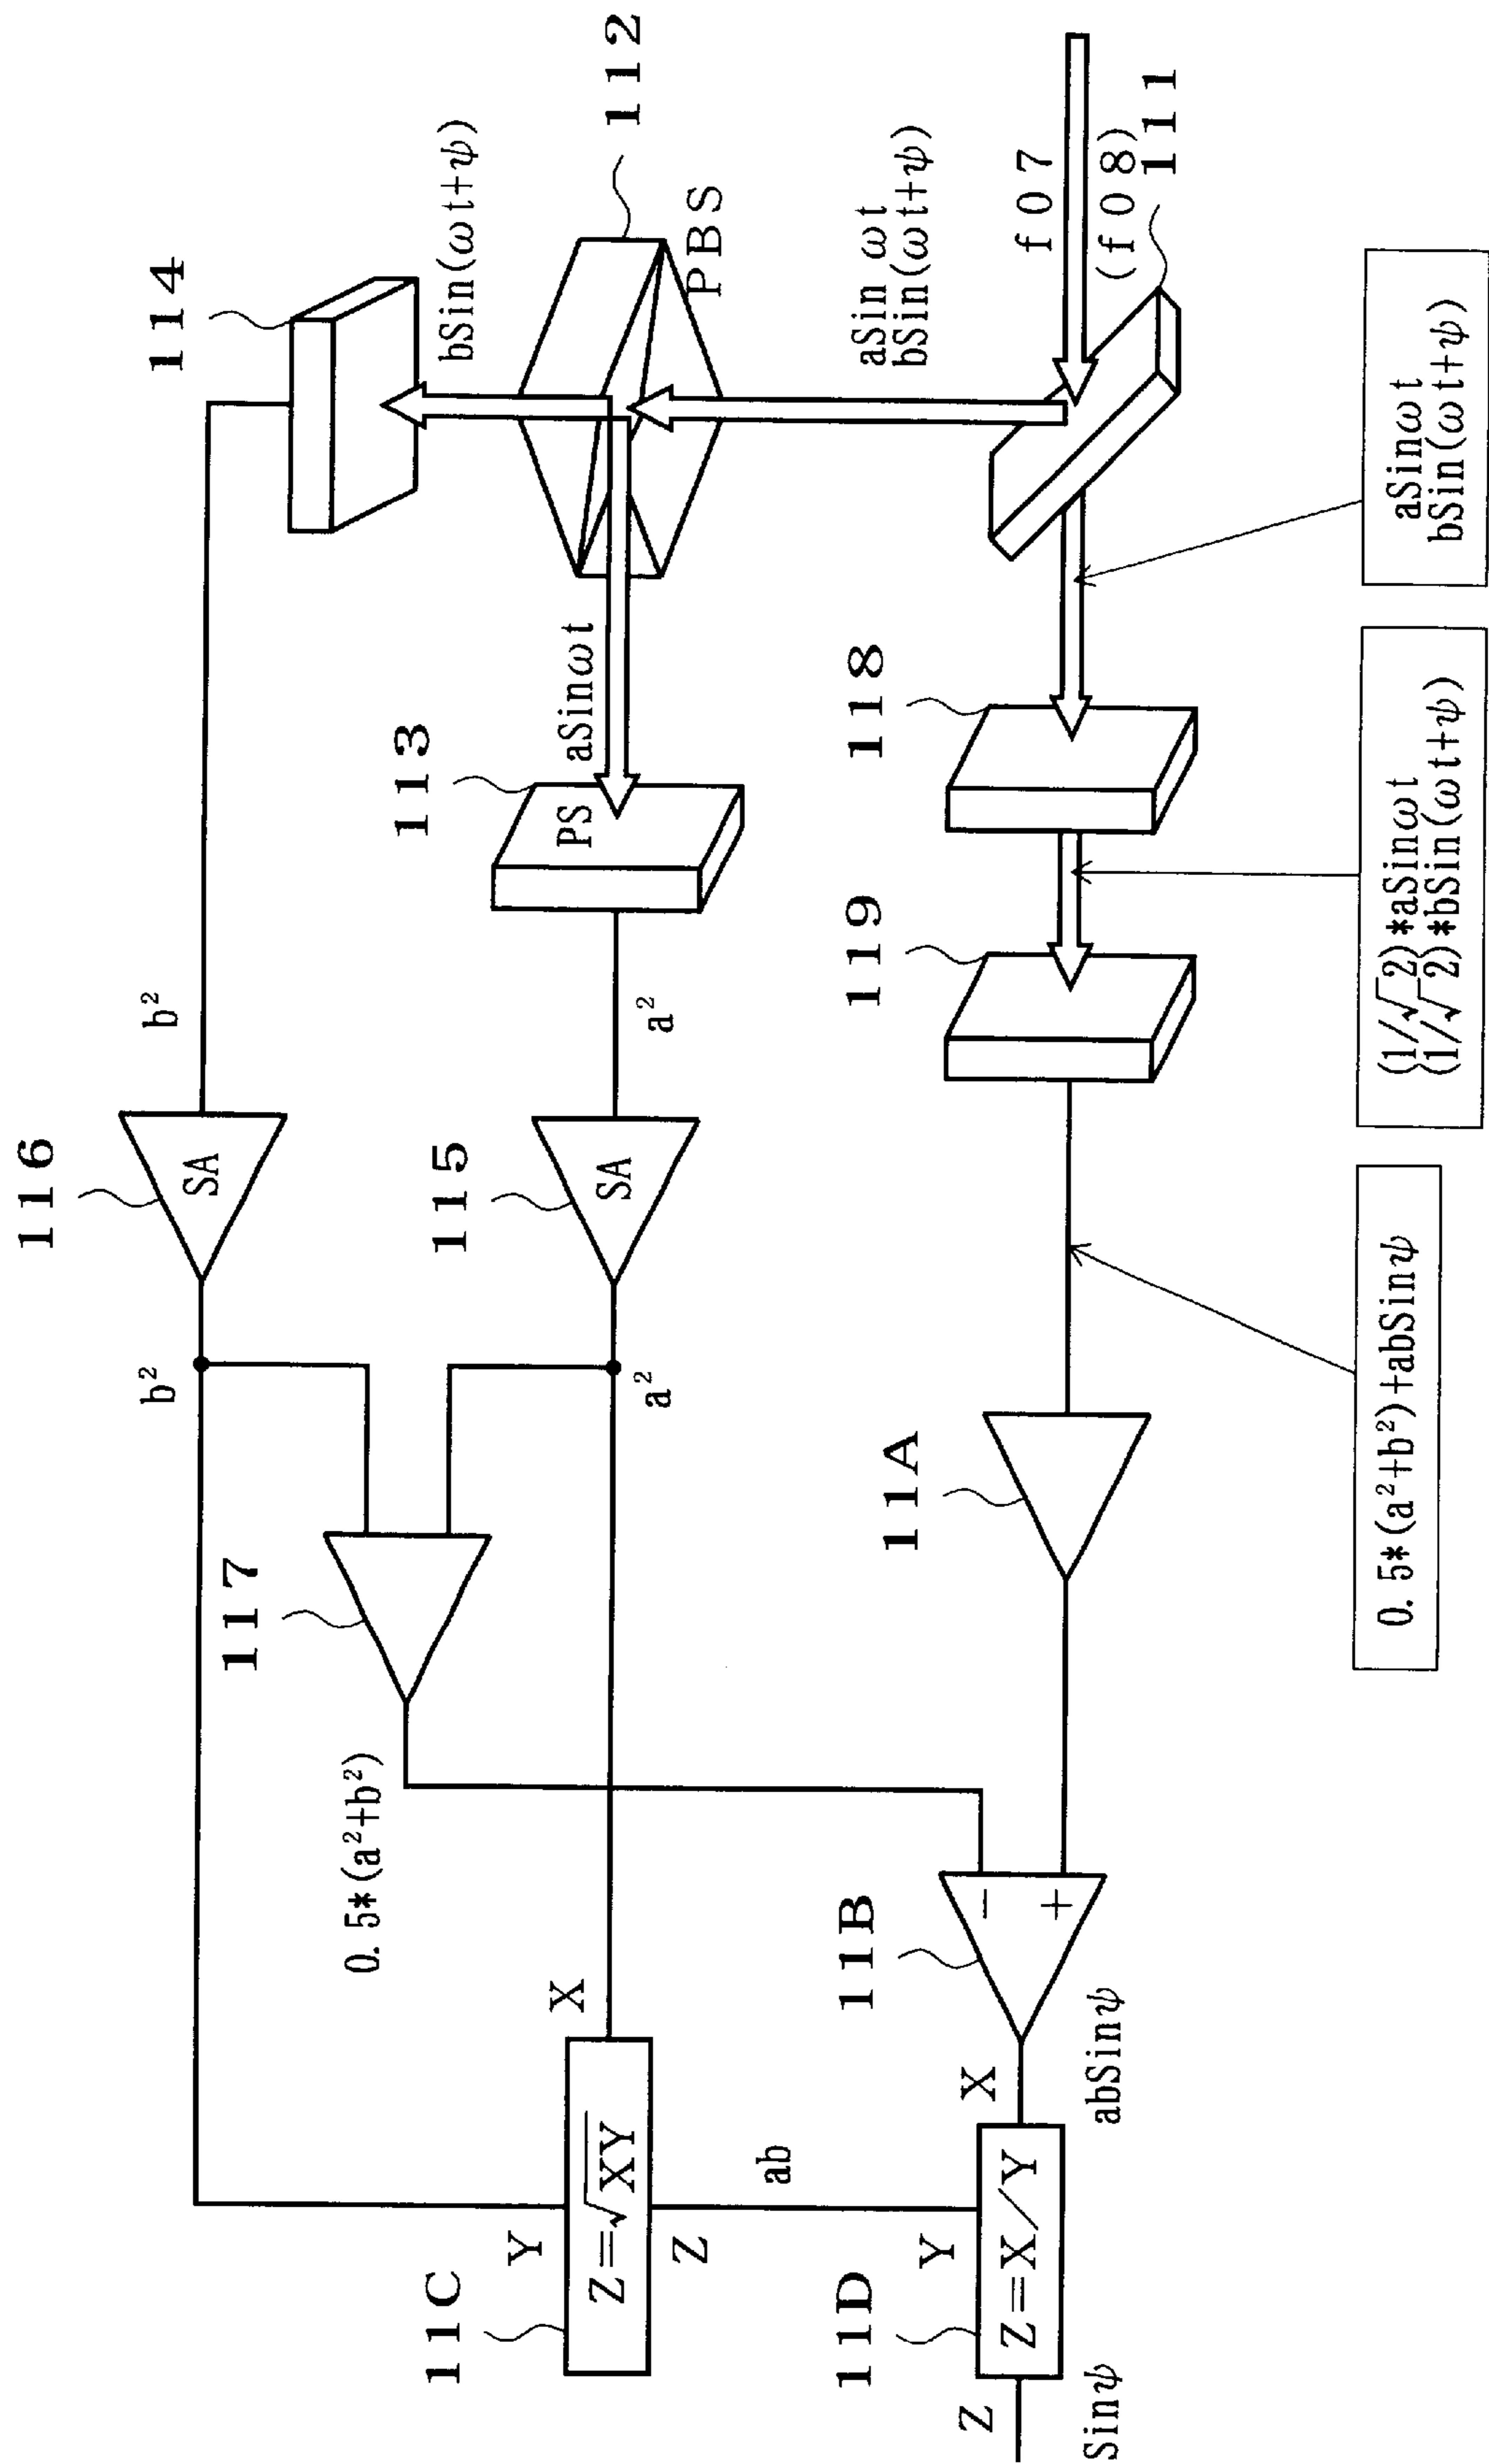 114
bSin(ωt+ψ)
112
PBS
aSin ωt
bSin(ωt+ψ)
f07
(f08)
111
113
PS
aSinωt
118
119
aSinωt
bSin(ωt+ψ)
(1/√2)*aSinωt
(1/√2)*bSin(ωt+ψ)
b²
116
SA
b²
a²
115
SA
a²
117
0.5*(a²+b²)
11A
0.5*(a²+b²)+abSinψ
11B
−
+
abSinψ
X
11C
Y
Z=√XY
Z
ab
X
11D
Y
Z=X/Y
Z
Sinψ